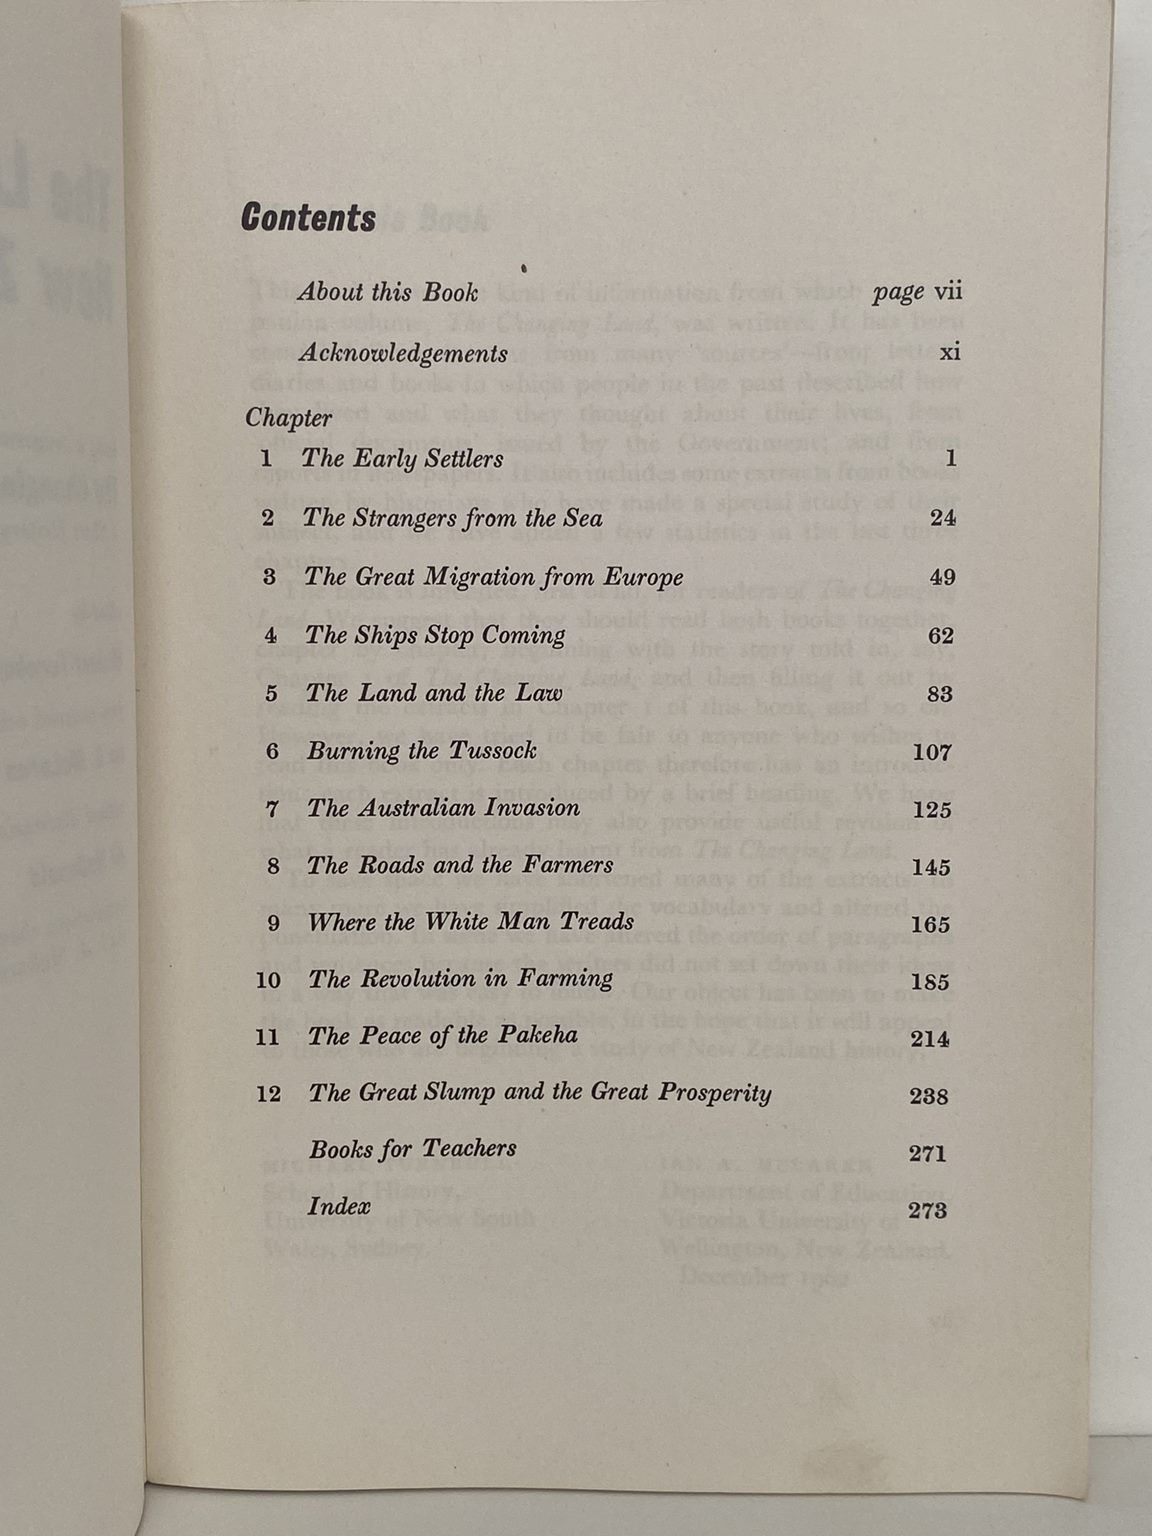 Contents
About this Book page vii
Acknowledgements xi
Chapter
1 The Early Settlers 1
2 The Strangers from the Sea 24
3 The Great Migration from Europe 49
4 The Ships Stop Coming 62
5 The Land and the Law 83
6 Burning the Tussock 107
7 The Australian Invasion 125
8 The Roads and the Farmers 145
9 Where the White Man Treads 165
10 The Revolution in Farming 185
11 The Peace of the Pakeha 214
12 The Great Slump and the Great Prosperity 238
Books for Teachers 271
Index 273